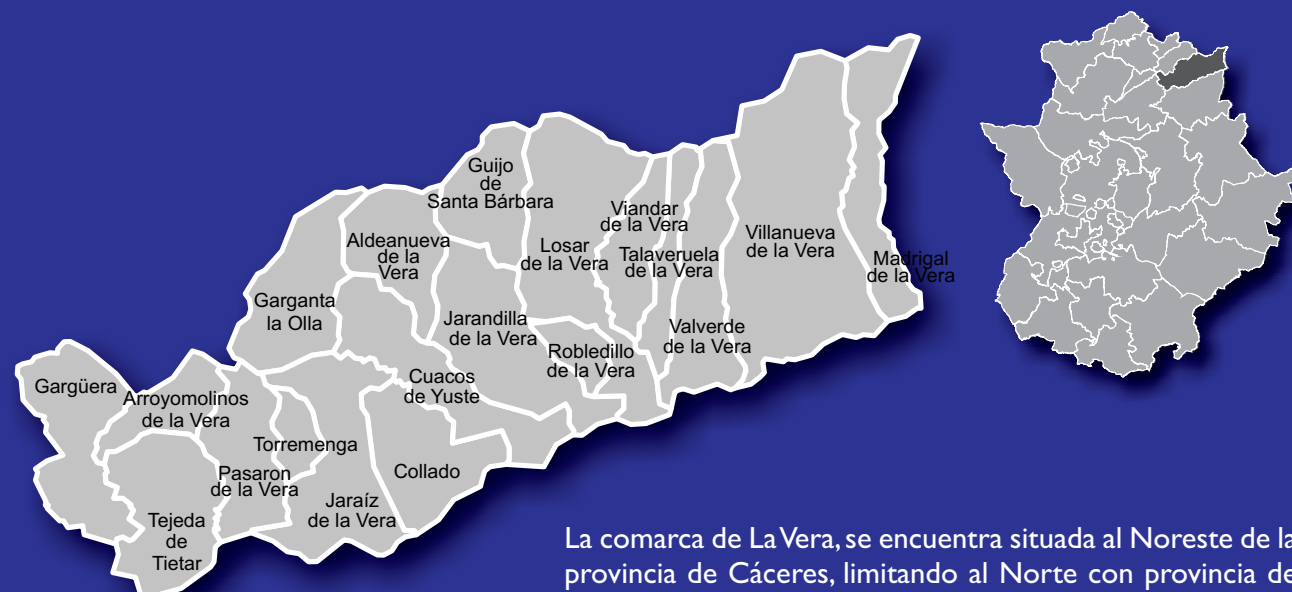 Guijo
de
Santa Bárbara
Viandar
de la Vera
Villanueva
de la Vera
Aldeanueva
de la
Vera
Losar
de la Vera
Talaveruela
de la Vera
Madrigal
de la Vera
Garganta
la Olla
Jarandilla
de la Vera
Valverde
de la Vera
Robledillo
de la Vera
Gargüera
Arroyomolinos
de la Vera
Cuacos
de Yuste
Torremenga
Pasaron
de la Vera
Collado
Jaraíz
de la Vera
Tejeda
de
Tietar
La comarca de La Vera, se encuentra situada al Noreste de la
provincia de Cáceres, limitando al Norte con provincia de